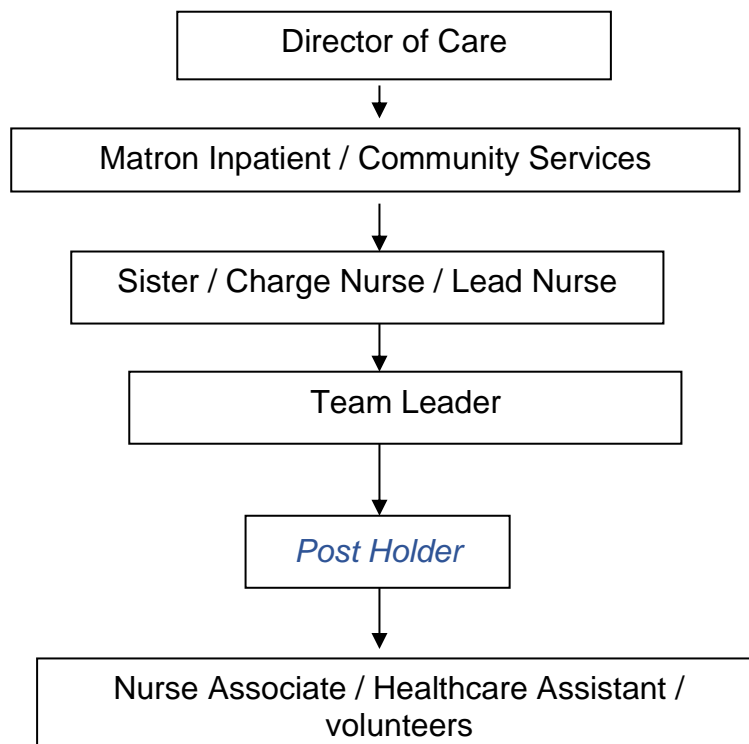 Director of Care
Matron Inpatient / Community Services
Sister / Charge Nurse / Lead Nurse
Team Leader
Post Holder
Nurse Associate / Healthcare Assistant /
volunteers